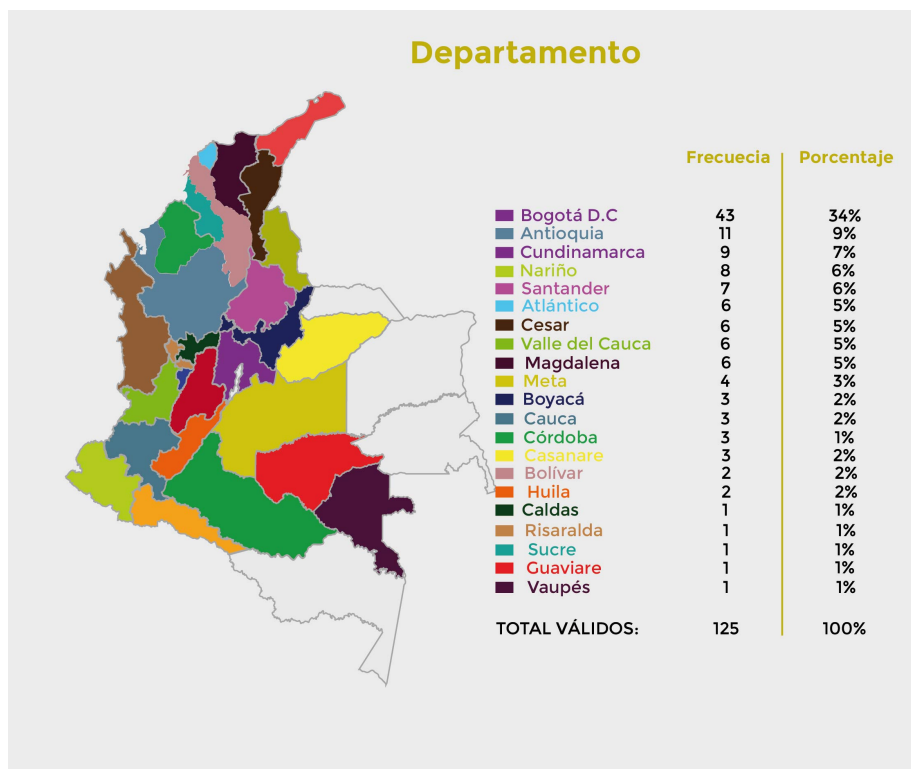 Departamento
Frecuecia Porcentaje
Bogotá D.C 43 34%
Antioquia 11 9%
Cundinamarca 9 7%
Nariño 8 6%
Santander 7 6%
Atlántico 6 5%
Cesar 6 5%
Valle del Cauca 6 5%
Magdalena 6 5%
Meta 4 3%
Boyacá 3 2%
Cauca 3 2%
Córdoba 3 1%
Casanare 3 2%
Bolívar 2 2%
Huila 2 2%
Caldas 1 1%
Risaralda 1 1%
Sucre 1 1%
Guaviare 1 1%
Vaupés 1 1%
TOTAL VÁLIDOS: 125 100%